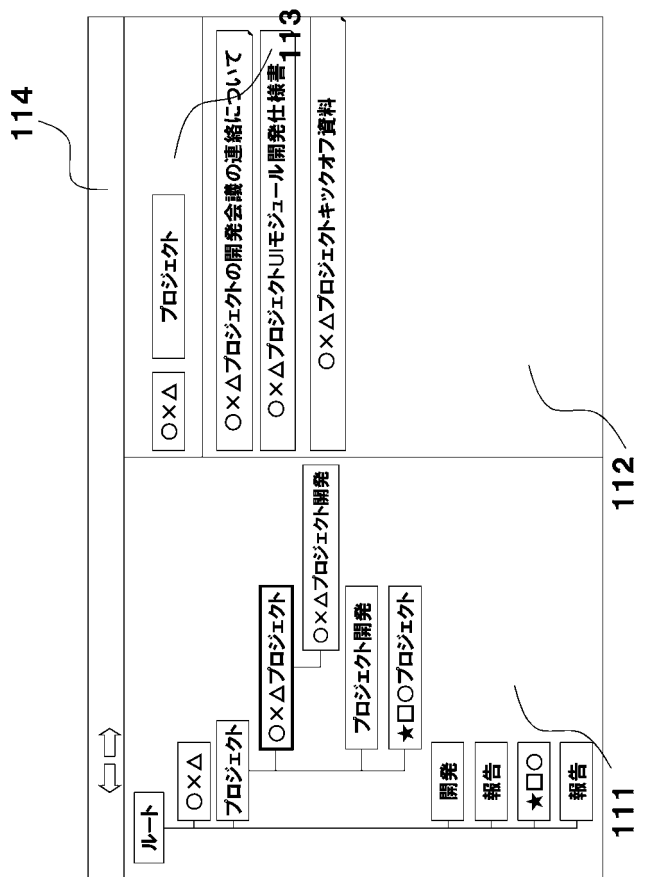 114
113
○×△
プロジェクト
○×△プロジェクトの開発会議の連絡について
○×△プロジェクトUIモジュール開発仕様書
○×△プロジェクトキックオフ資料
112
ルート
○×△
プロジェクト
○×△プロジェクト
○×△プロジェクト開発
プロジェクト開発
★□○プロジェクト
開発
報告
★□○
報告
111